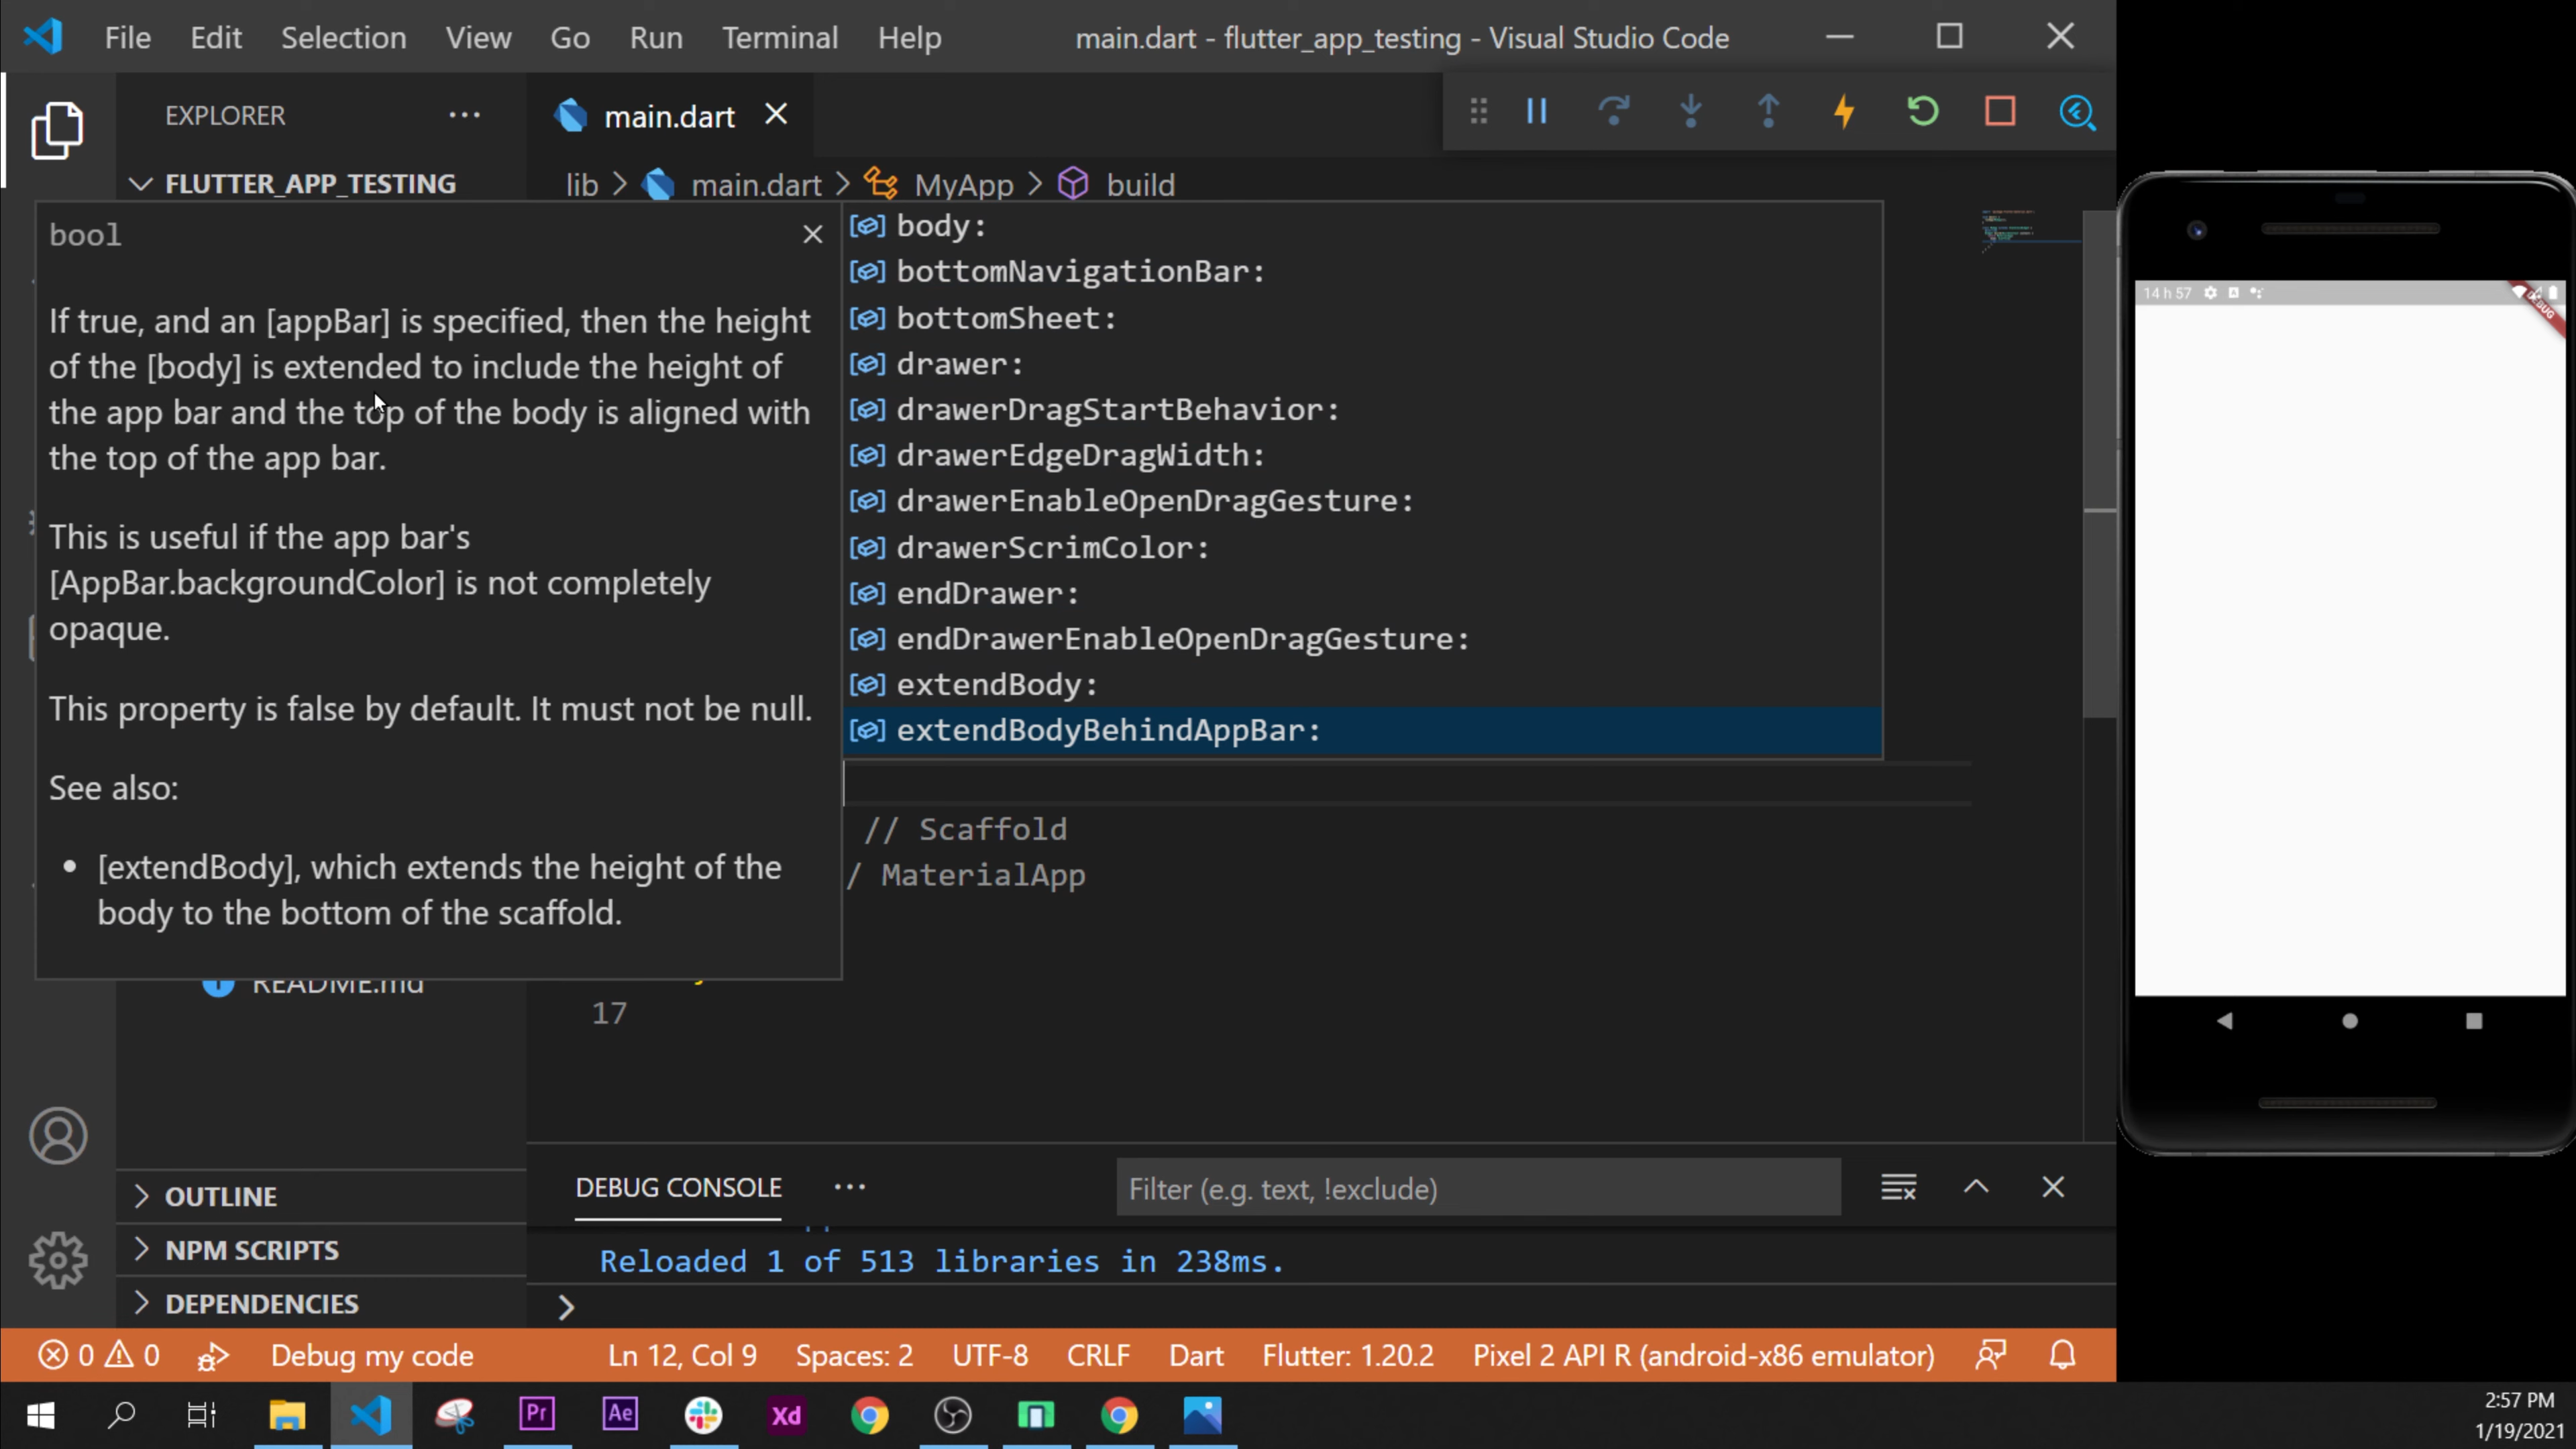 File Edit Selection View Go Run Terminal Help main.dart - flutter_app_testing - Visual Studio Code
EXPLORER
main.dart
FLUTTER_APP_TESTING
lib > main.dart > MyApp > build
bool
If true, and an [appBar] is specified, then the height
of the [body] is extended to include the height of
the app bar and the top of the body is aligned with
the top of the app bar.
This is useful if the app bar's
[AppBar.backgroundColor] is not completely
opaque.
This property is false by default. It must not be null.
See also:
• [extendBody], which extends the height of the
body to the bottom of the scaffold.
body:
bottomNavigationBar:
bottomSheet:
drawer:
drawerDragStartBehavior:
drawerEdgeDragWidth:
drawerEnableOpenDragGesture:
drawerScrimColor:
endDrawer:
endDrawerEnableOpenDragGesture:
extendBody:
extendBodyBehindAppBar:
// Scaffold
/ MaterialApp
README.md
17
14 h 57
DEBUG
OUTLINE
NPM SCRIPTS
DEPENDENCIES
DEBUG CONSOLE
Filter (e.g. text, !exclude)
Reloaded 1 of 513 libraries in 238ms.
>
0 0 Debug my code Ln 12, Col 9 Spaces: 2 UTF-8 CRLF Dart Flutter: 1.20.2 Pixel 2 API R (android-x86 emulator)
Pr Ae Xd
2:57 PM
1/19/2021